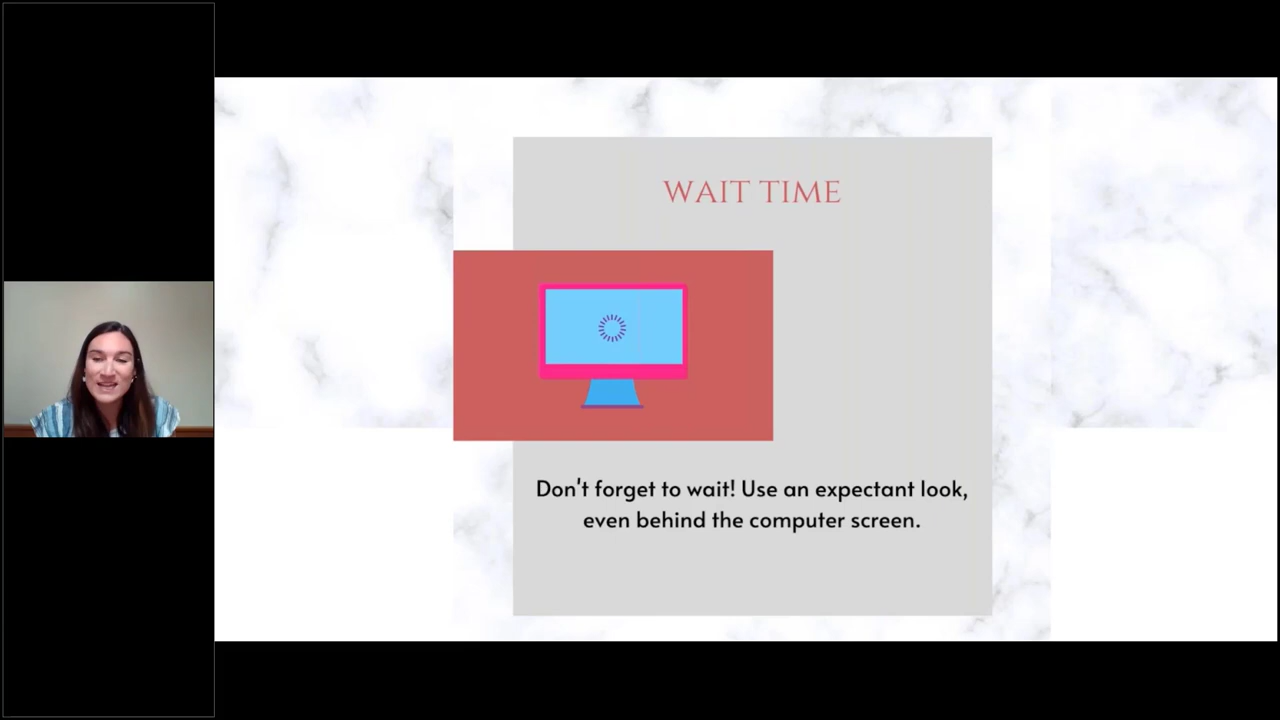 WAIT TIME
Don't forget to wait! Use an expectant look,
even behind the computer screen.